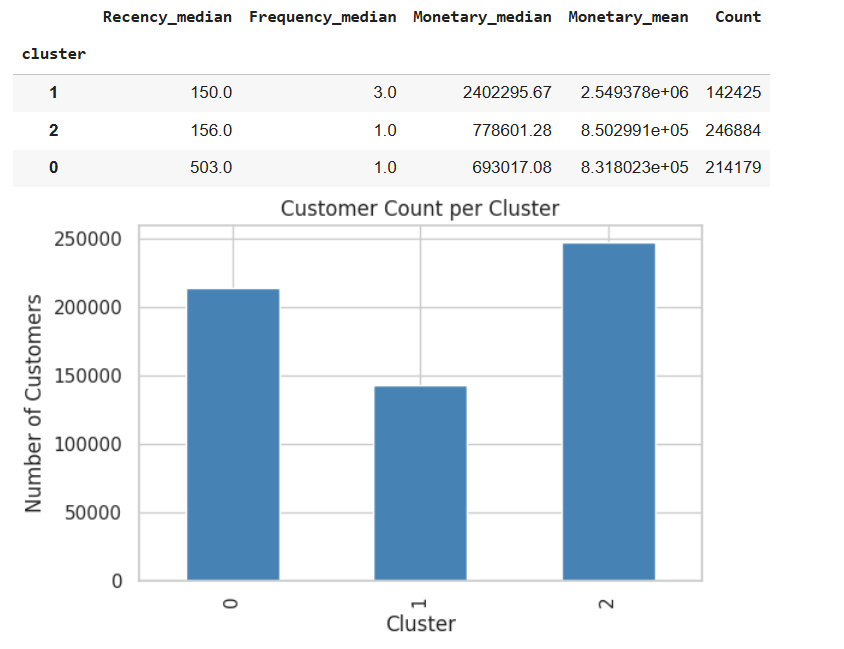 Recency_median Frequency_median Monetary_median Monetary_mean Count
cluster
1 150.0 3.0 2402295.67 2.549378e+06 142425
2 156.0 1.0 778601.28 8.502991e+05 246884
0 503.0 1.0 693017.08 8.318023e+05 214179
Customer Count per Cluster
250000
200000
150000
100000
50000
0
Number of Customers
0 1 2
Cluster